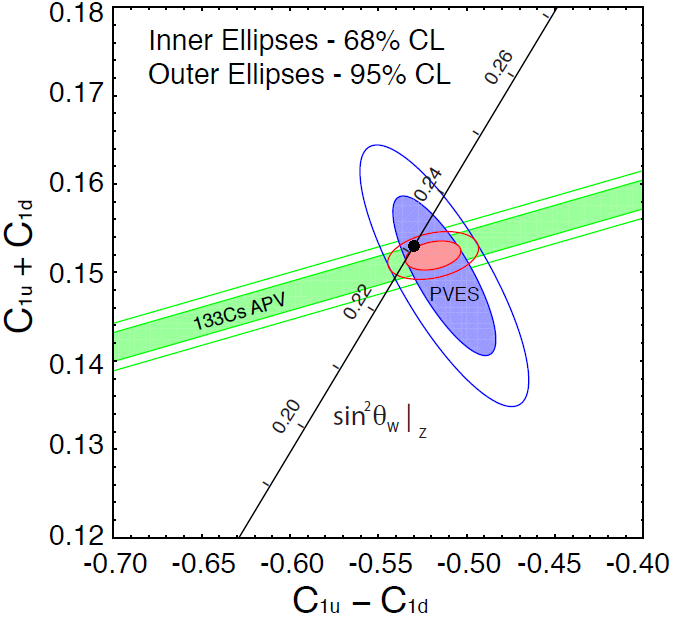 Inner Ellipses - 68% CL
Outer Ellipses - 95% CL
0.18
0.17
0.16
0.15
0.14
0.13
0.12
C1u + C1d
0.26
0.24
0.22
0.20
133Cs APV
PVES
sin²θW|Z
-0.70 -0.65 -0.60 -0.55 -0.50 -0.45 -0.40
C1u − C1d